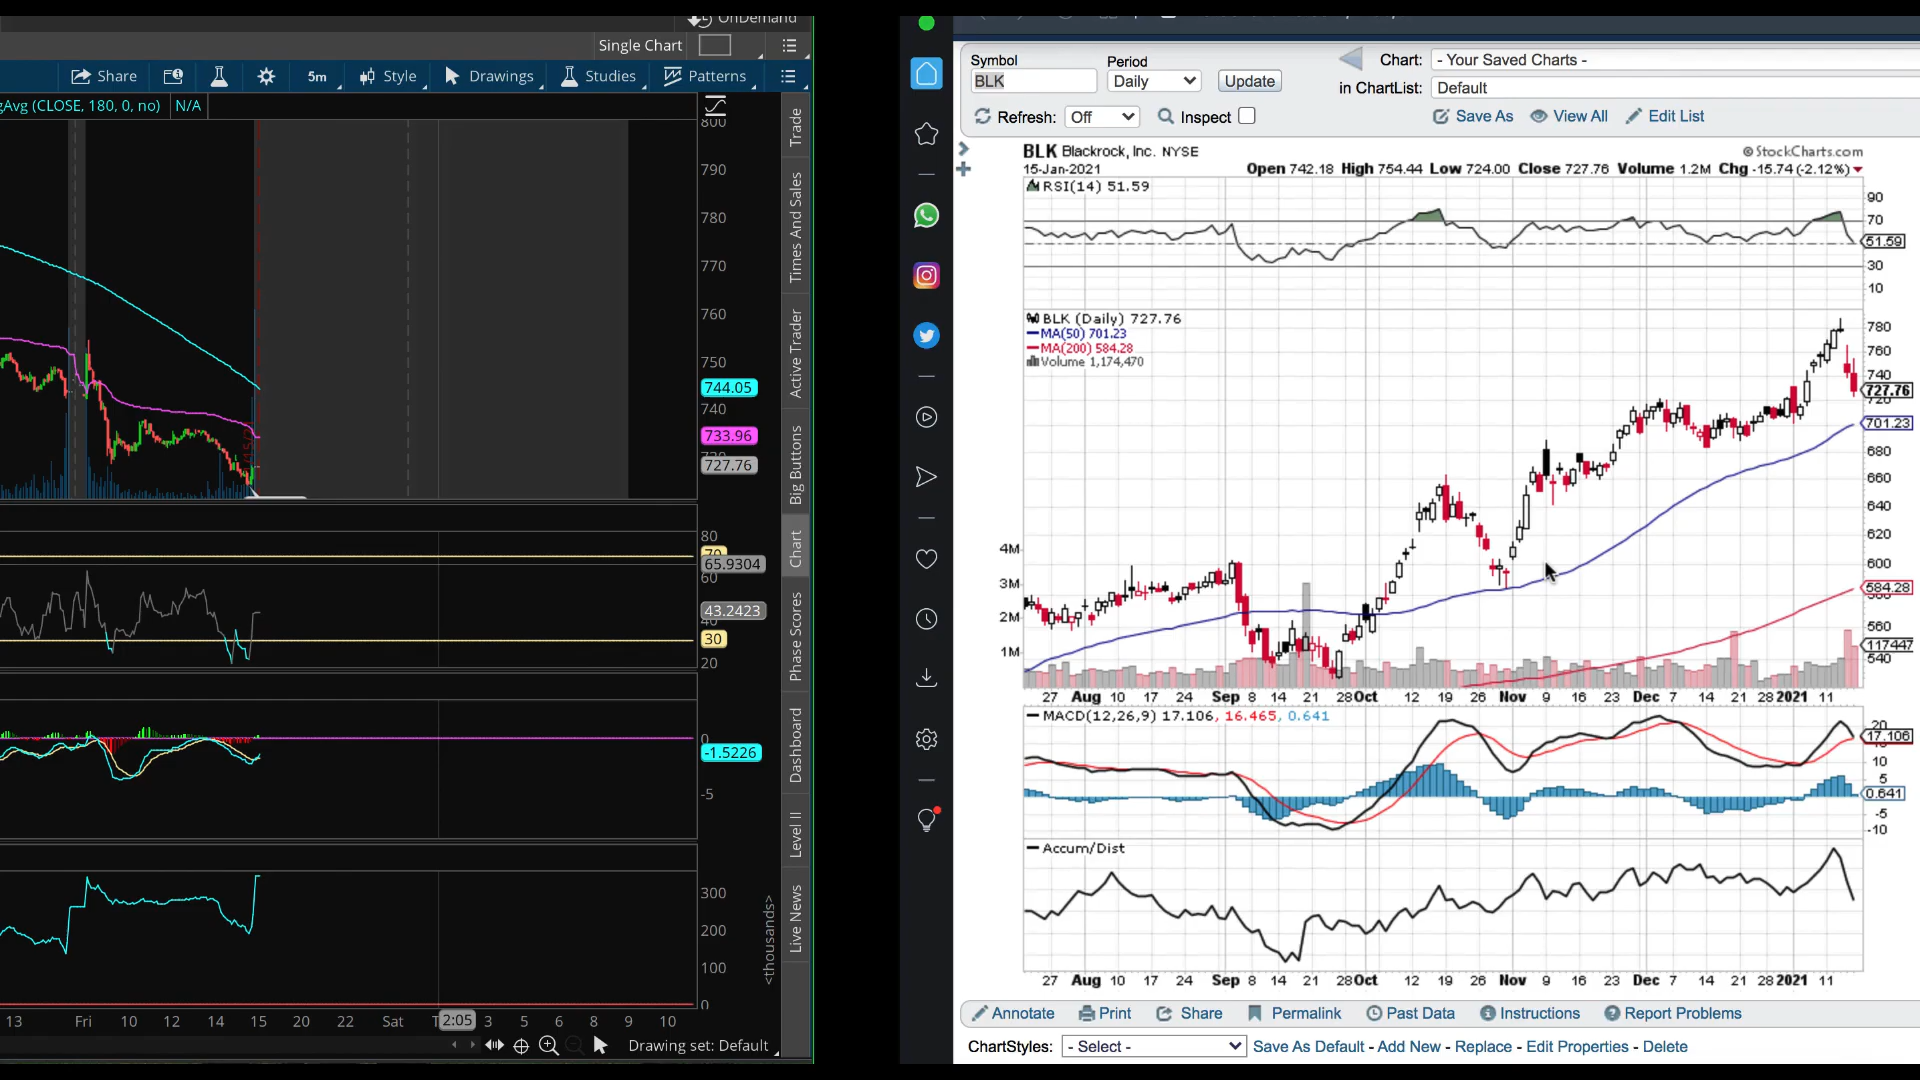 OnDemand
Single Chart
Share
5m
Style
Drawings
Studies
Patterns
gAvg (CLOSE, 180, 0, no)
N/A
800
790
780
770
760
750
744.05
740
733.96
727.76
80
70
65.9304
60
43.2423
40
30
20
0
-1.5226
-5
300
200
100
0
<thousands>
13
Fri
10
12
14
15
20
22
Sat
2:05
3
5
6
8
9
10
Drawing set: Default
Trade
Times And Sales
Active Trader
Big Buttons
Chart
Phase Scores
Dashboard
Level II
Live News
Symbol
BLK
Period
Daily
Update
Chart:
- Your Saved Charts -
in ChartList:
Default
Refresh:
Off
Inspect
Save As
View All
Edit List
BLK Blackrock, Inc. NYSE
© StockCharts.com
15-Jan-2021
Open 742.18 High 754.44 Low 724.00 Close 727.76 Volume 1.2M Chg -15.74 (-2.12%)
RSI(14) 51.59
90
70
51.59
30
10
BLK (Daily) 727.76
MA(50) 701.23
MA(200) 584.28
Volume 1,174,470
780
760
740
727.76
720
701.23
680
660
640
620
600
584.28
560
117447
540
4M
3M
2M
1M
27 Aug 10 17 24 Sep 8 14 21 28 Oct 12 19 26 Nov 9 16 23 Dec 7 14 21 28 2021 11
MACD(12,26,9) 17.106, 16.465, 0.641
20
17.106
10
5
0.641
-5
-10
Accum/Dist
27 Aug 10 17 24 Sep 8 14 21 28 Oct 12 19 26 Nov 9 16 23 Dec 7 14 21 28 2021 11
Annotate
Print
Share
Permalink
Past Data
Instructions
Report Problems
ChartStyles:
- Select -
Save As Default - Add New - Replace - Edit Properties - Delete